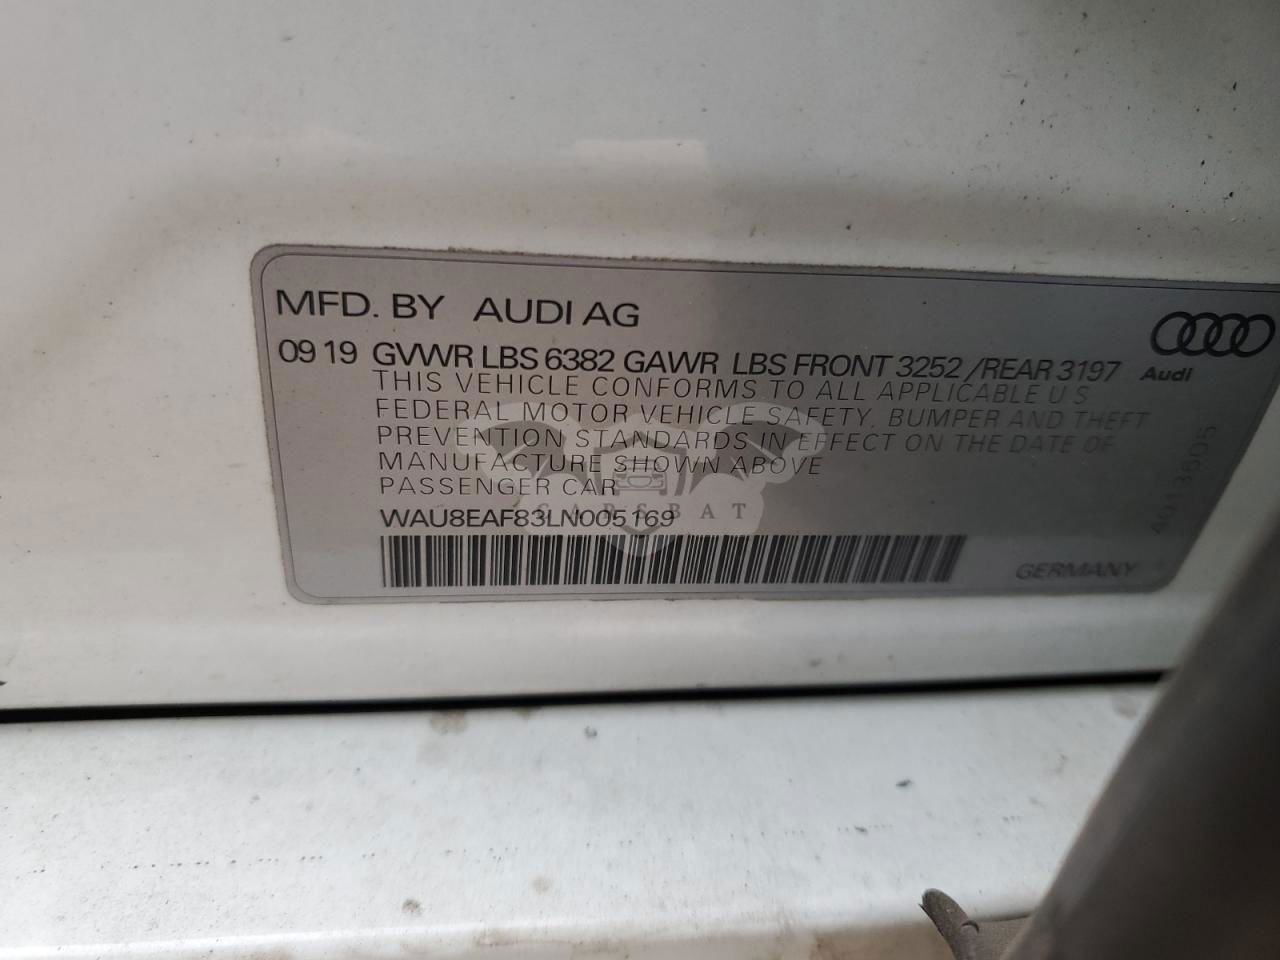 MFD. BY AUDI AG
09 19 GVWR LBS 6382 GAWR LBS FRONT 3252 /REAR 3197
Audi
THIS VEHICLE CONFORMS TO ALL APPLICABLE U S
FEDERAL MOTOR VEHICLE SAFETY, BUMPER AND THEFT
PREVENTION STANDARDS IN EFFECT ON THE DATE OF
MANUFACTURE SHOWN ABOVE
PASSENGER CAR
CARSBAT
WAU8EAF83LN005169
GERMANY